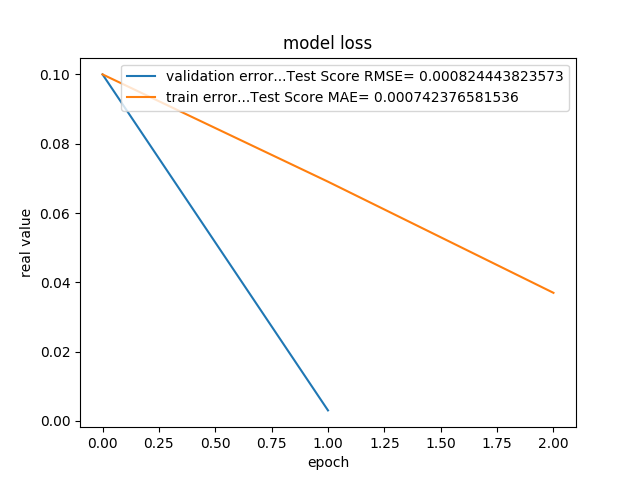 model loss
validation error...Test Score RMSE= 0.000824443823573
train error...Test Score MAE= 0.000742376581536
real value
0.10
0.08
0.06
0.04
0.02
0.00
0.00 0.25 0.50 0.75 1.00 1.25 1.50 1.75 2.00
epoch